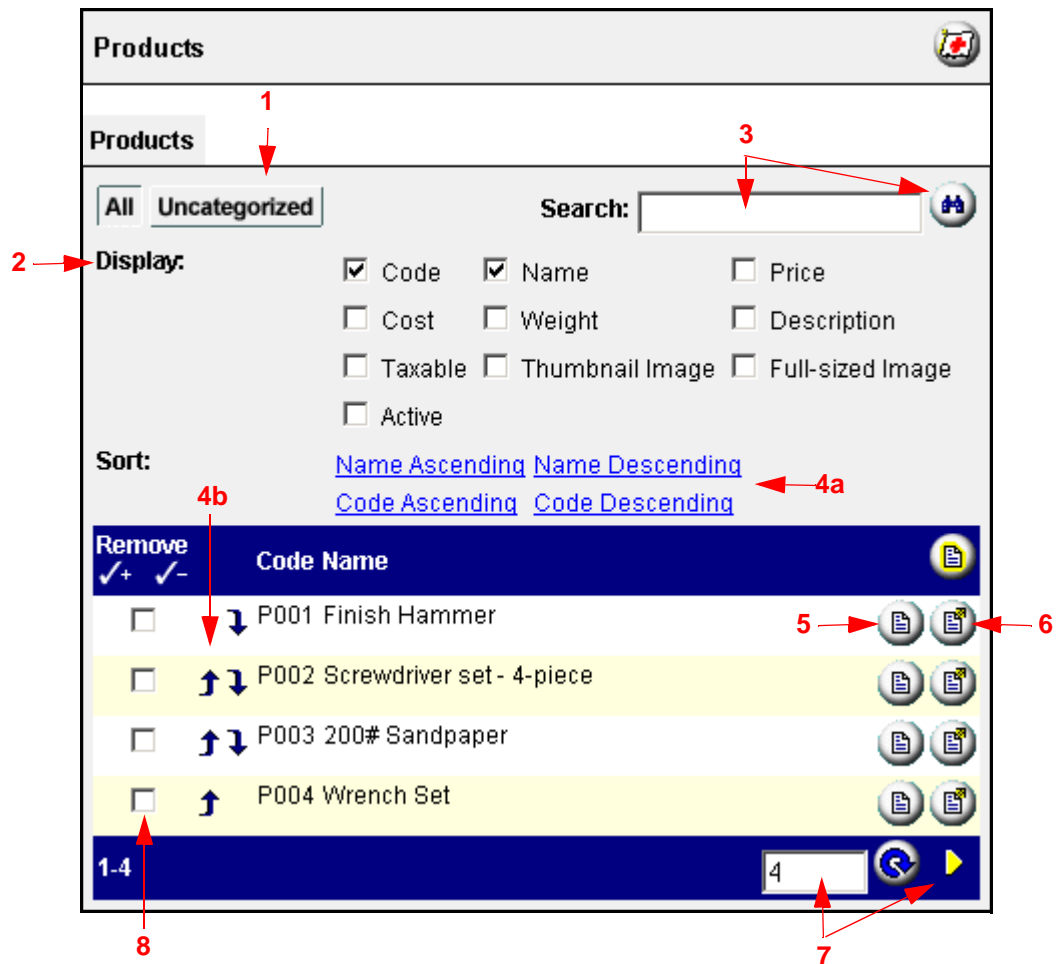 Products
1
Products
3
All Uncategorized Search:
2 Display:
Code Name Price
Cost Weight Description
Taxable Thumbnail Image Full-sized Image
Active
Sort: Name Ascending Name Descending
4a
4b
Code Ascending Code Descending
Remove
+ -
Code Name
P001 Finish Hammer
5 6
P002 Screwdriver set - 4-piece
P003 200# Sandpaper
P004 Wrench Set
1-4 4
8 7